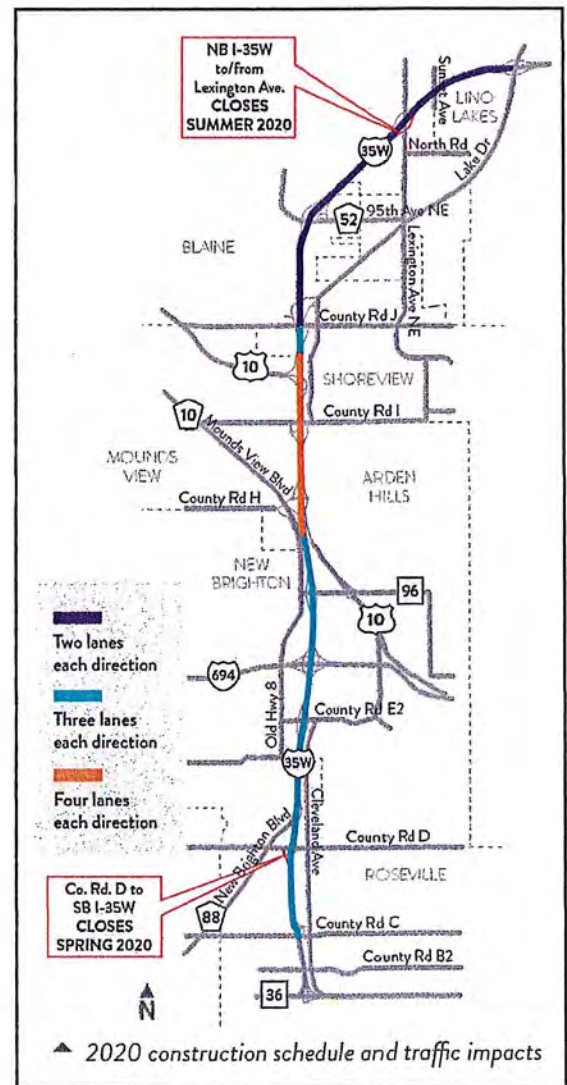 NB I-35W
to/from
Lexington Ave.
CLOSES
SUMMER 2020
Sunset Ave
LINO
LAKES
35W
North Rd
Lake Dr
52
95th Ave NE
BLAINE
Lexington Ave NE
County Rd J
10
SHOREVIEW
10
County Rd I
MOUNDS
VIEW
Mounds View Blvd
ARDEN
HILLS
County Rd H
NEW
BRIGHTON
96
10
Two lanes
each direction
694
Three lanes
each direction
Old Hwy 8
County Rd E2
35W
Four lanes
each direction
Cleveland Ave
New Brighton Blvd
County Rd D
ROSEVILLE
Co. Rd. D to
SB I-35W
CLOSES
SPRING 2020
88
County Rd C
County Rd B2
36
N
2020 construction schedule and traffic impacts